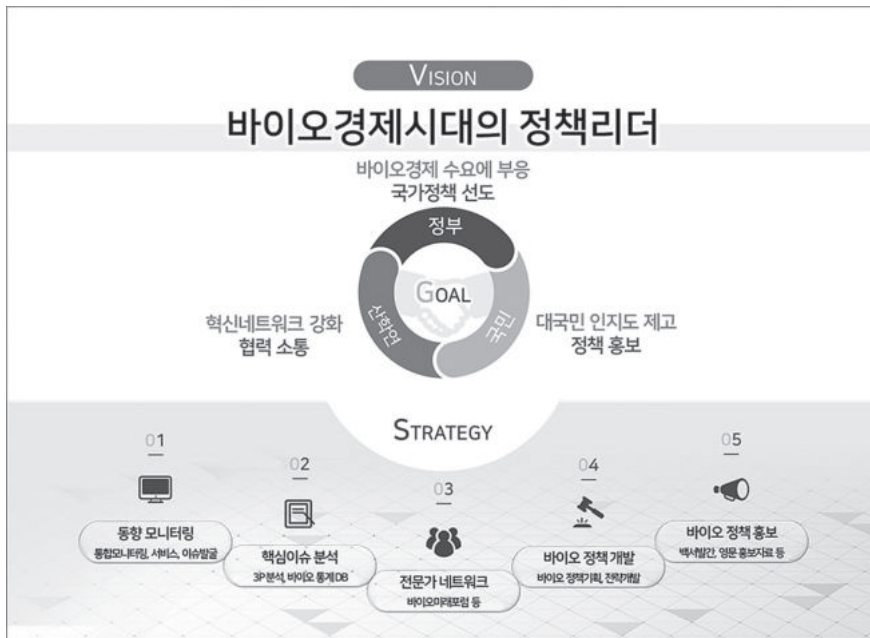 VISION
바이오경제시대의 정책리더
바이오경제 수요에 부응
국가정책 선도
정부
GOAL
산학연
국민
혁신네트워크 강화
협력 소통
대국민 인지도 제고
정책 홍보
STRATEGY
01
동향 모니터링
통합모니터링, 서비스, 이슈발굴
02
핵심이슈 분석
3P분석, 바이오 통계 DB
03
전문가 네트워크
바이오미래포럼 등
04
바이오 정책 개발
바이오 정책기획, 전략개발
05
바이오 정책 홍보
백서발간, 영문 홍보자료 등